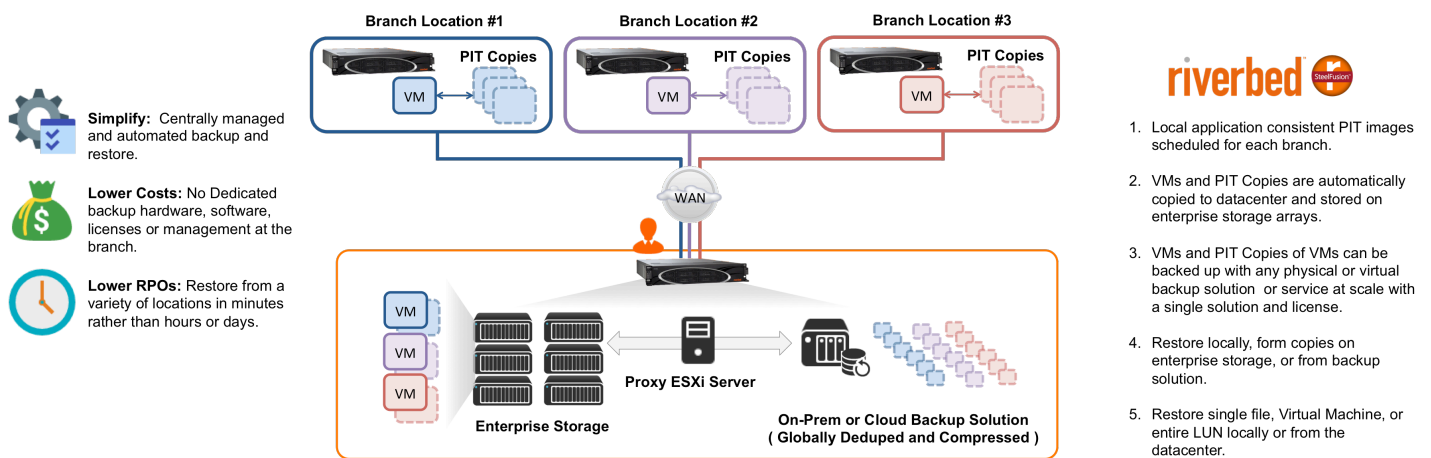 Branch Location #1
Branch Location #2
Branch Location #3
PIT Copies
VM
PIT Copies
VM
PIT Copies
VM
WAN
Simplify: Centrally managed
and automated backup and
restore.
Lower Costs: No Dedicated
backup hardware, software,
licenses or management at the
branch.
Lower RPOs: Restore from a
variety of locations in minutes
rather than hours or days.
VM
VM
VM
Enterprise Storage
Proxy ESXi Server
On-Prem or Cloud Backup Solution
( Globally Deduped and Compressed )
riverbed™
SteelFusion®
1. Local application consistent PIT images
scheduled for each branch.
2. VMs and PIT Copies are automatically
copied to datacenter and stored on
enterprise storage arrays.
3. VMs and PIT Copies of VMs can be
backed up with any physical or virtual
backup solution or service at scale with
a single solution and license.
4. Restore locally, form copies on
enterprise storage, or from backup
solution.
5. Restore single file, Virtual Machine, or
entire LUN locally or from the
datacenter.